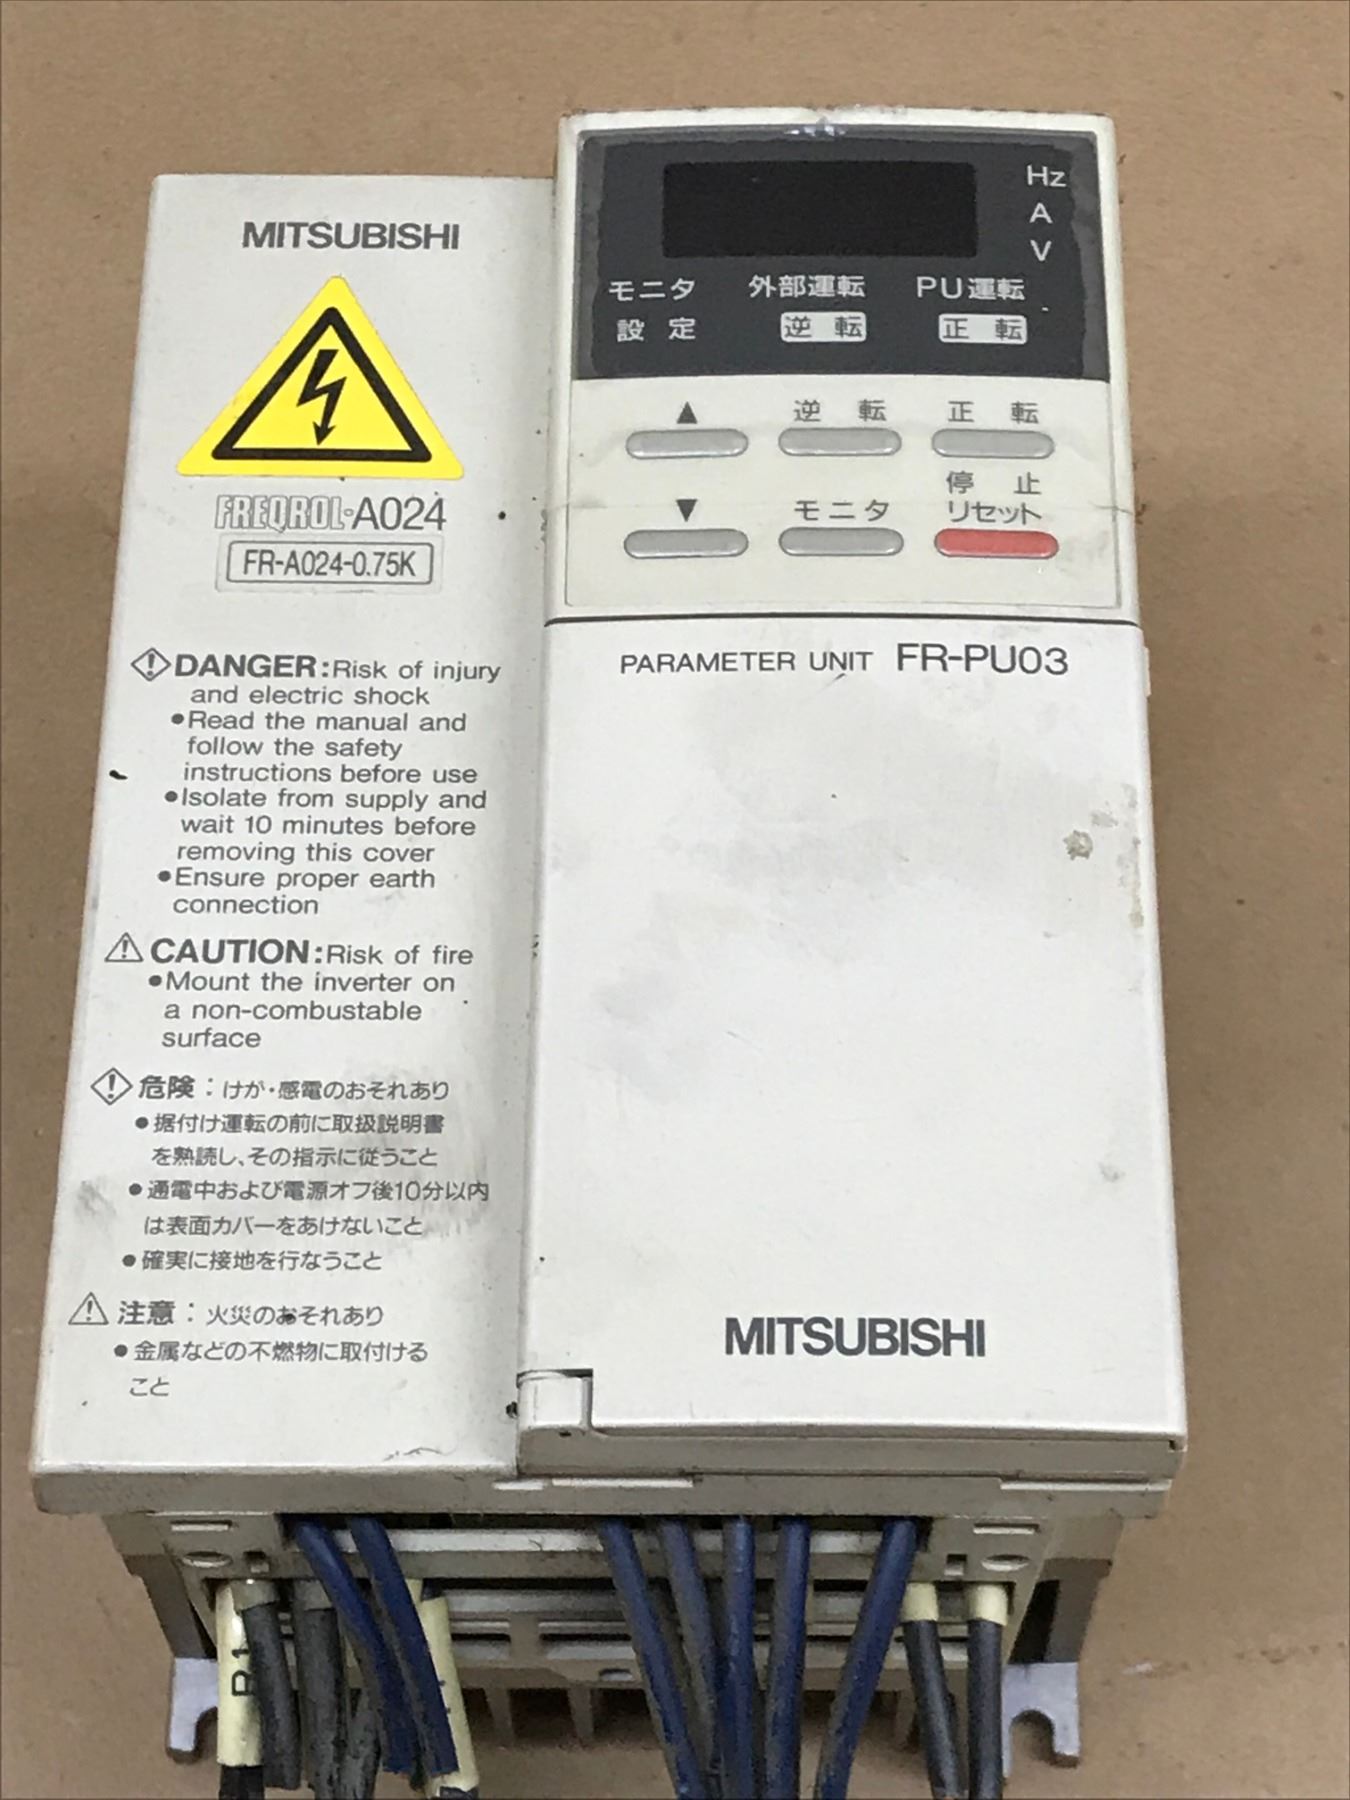 MITSUBISHI
FREQROL-A024
FR-A024-0.75K
DANGER:Risk of injury
and electric shock
●Read the manual and
follow the safety
instructions before use
●Isolate from supply and
wait 10 minutes before
removing this cover
●Ensure proper earth
connection
CAUTION:Risk of fire
●Mount the inverter on
a non-combustable
surface
危険:けが・感電のおそれあり
●据付け運転の前に取扱説明書
を熟読し、その指示に従うこと
●通電中および電源オフ後10分以内
は表面カバーをあけないこと
●確実に接地を行なうこと
注意:火災のおそれあり
●金属などの不燃物に取付ける
こと
Hz
A
V
モニタ 外部運転 PU運転
設定 逆転 正転
▲ 逆転 正転
停止
▼ モニタ リセット
PARAMETER UNIT FR-PU03
MITSUBISHI